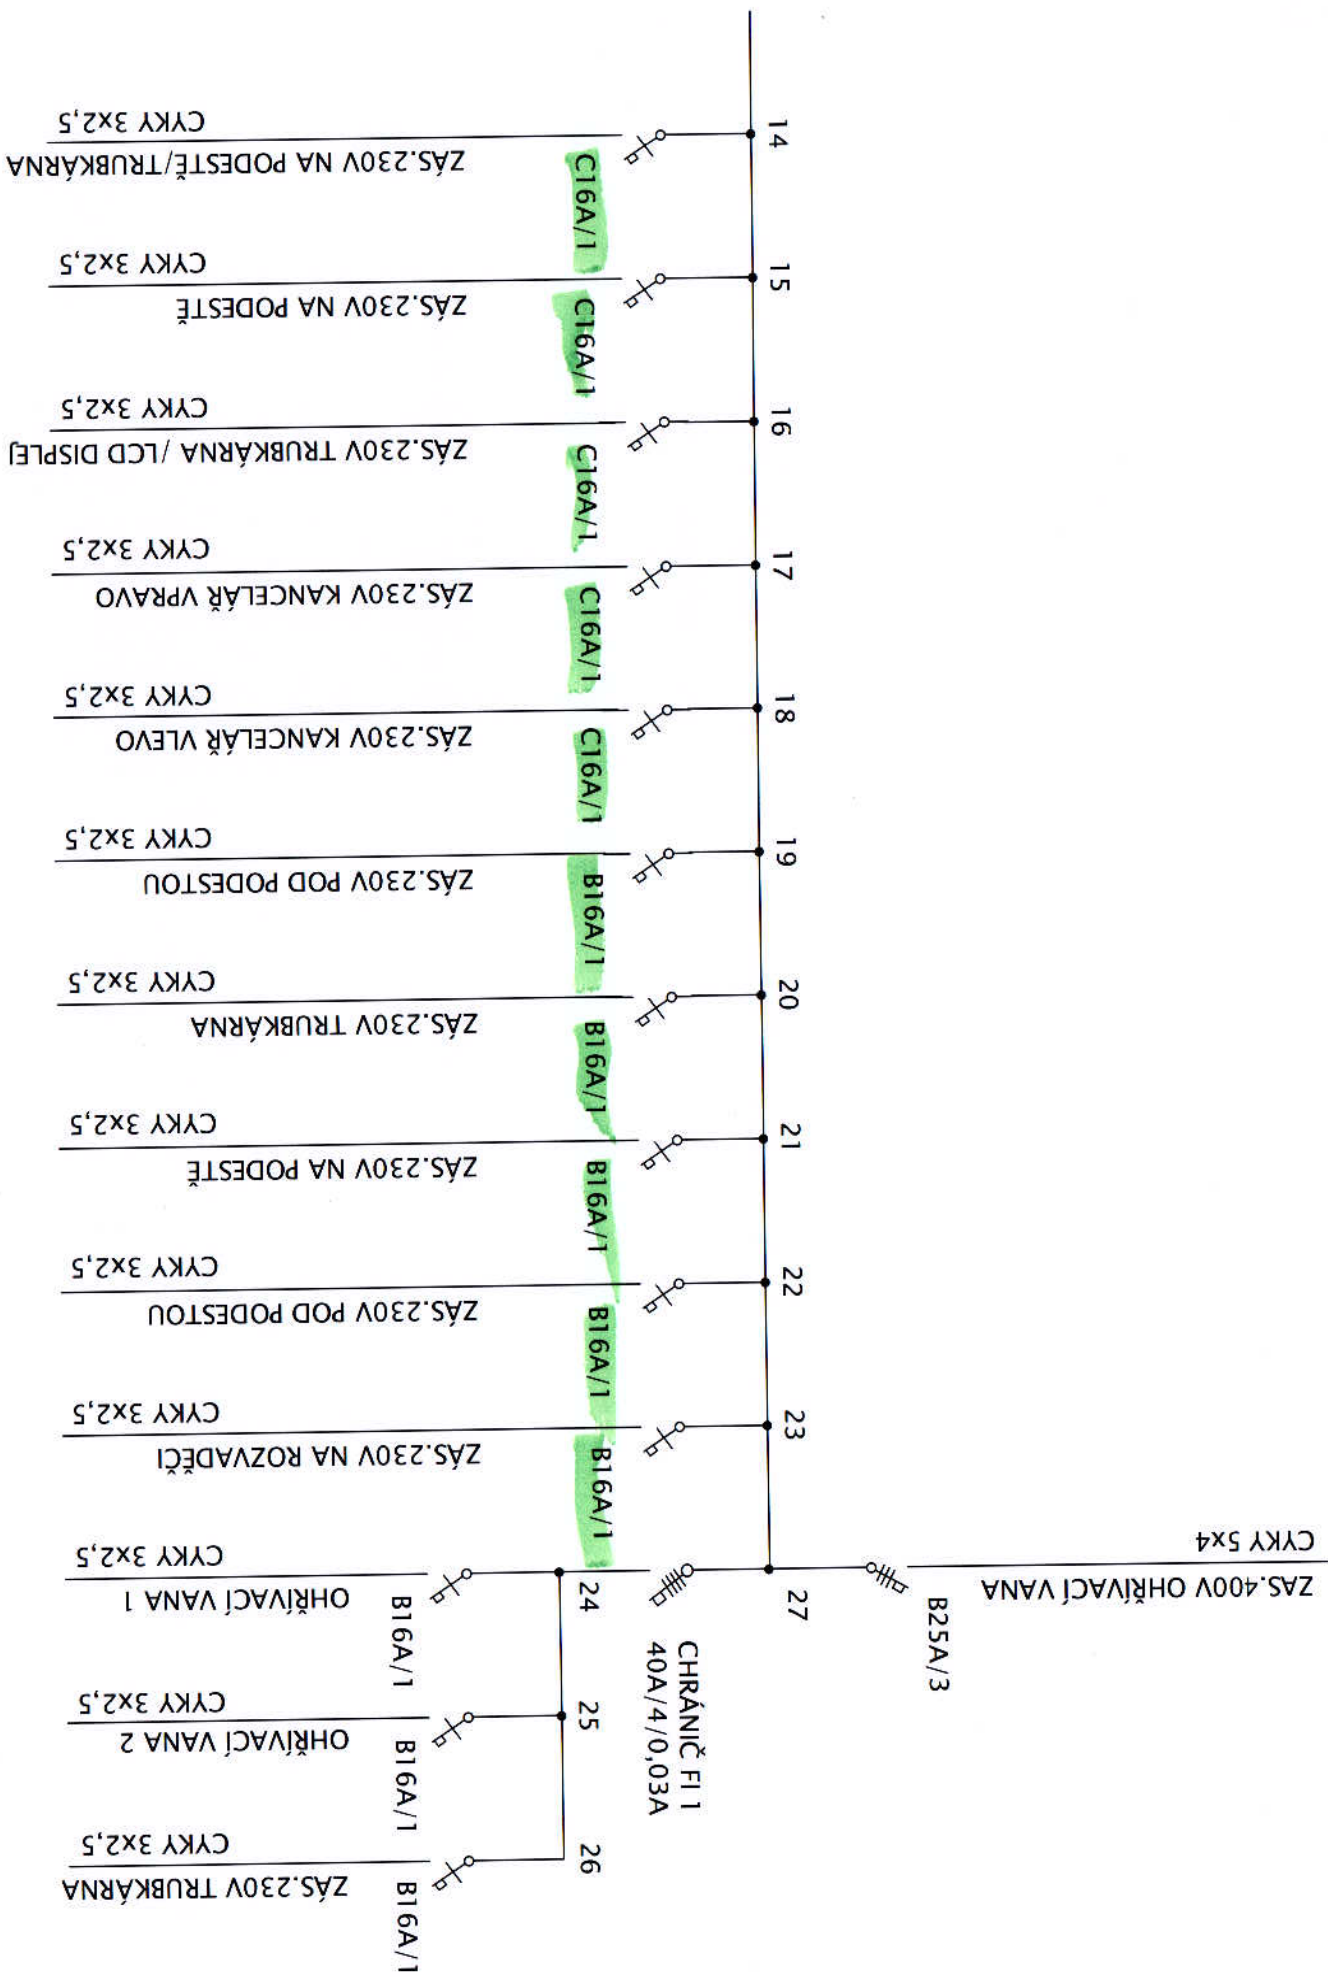 14
CYKY 3x2,5
ZÁS.230V NA PODESTĚ/TRUBKÁRNA
C16A/1
15
CYKY 3x2,5
ZÁS.230V NA PODESTĚ
C16A/1
16
CYKY 3x2,5
ZÁS.230V TRUBKÁRNA /LCD DISPLEJ
C16A/1
17
CYKY 3x2,5
ZÁS.230V KANCELÁŘ VPRAVO
C16A/1
18
CYKY 3x2,5
ZÁS.230V KANCELÁŘ VLEVO
C16A/1
19
CYKY 3x2,5
ZÁS.230V POD PODESTOU
B16A/1
20
CYKY 3x2,5
ZÁS.230V TRUBKÁRNA
B16A/1
21
CYKY 3x2,5
ZÁS.230V NA PODESTĚ
B16A/1
22
CYKY 3x2,5
ZÁS.230V POD PODESTOU
B16A/1
23
CYKY 3x2,5
ZÁS.230V NA ROZVADĚČI
B16A/1
24
CYKY 3x2,5
OHŘÍVACÍ VANA 1
B16A/1
25
CYKY 3x2,5
OHŘÍVACÍ VANA 2
B16A/1
26
CYKY 3x2,5
ZÁS.230V TRUBKÁRNA
B16A/1
CHRÁNIČ FI 1
40A/4/0,03A
27
CYKY 5x4
ZAS.400V OHŘÍVACÍ VANA
B25A/3